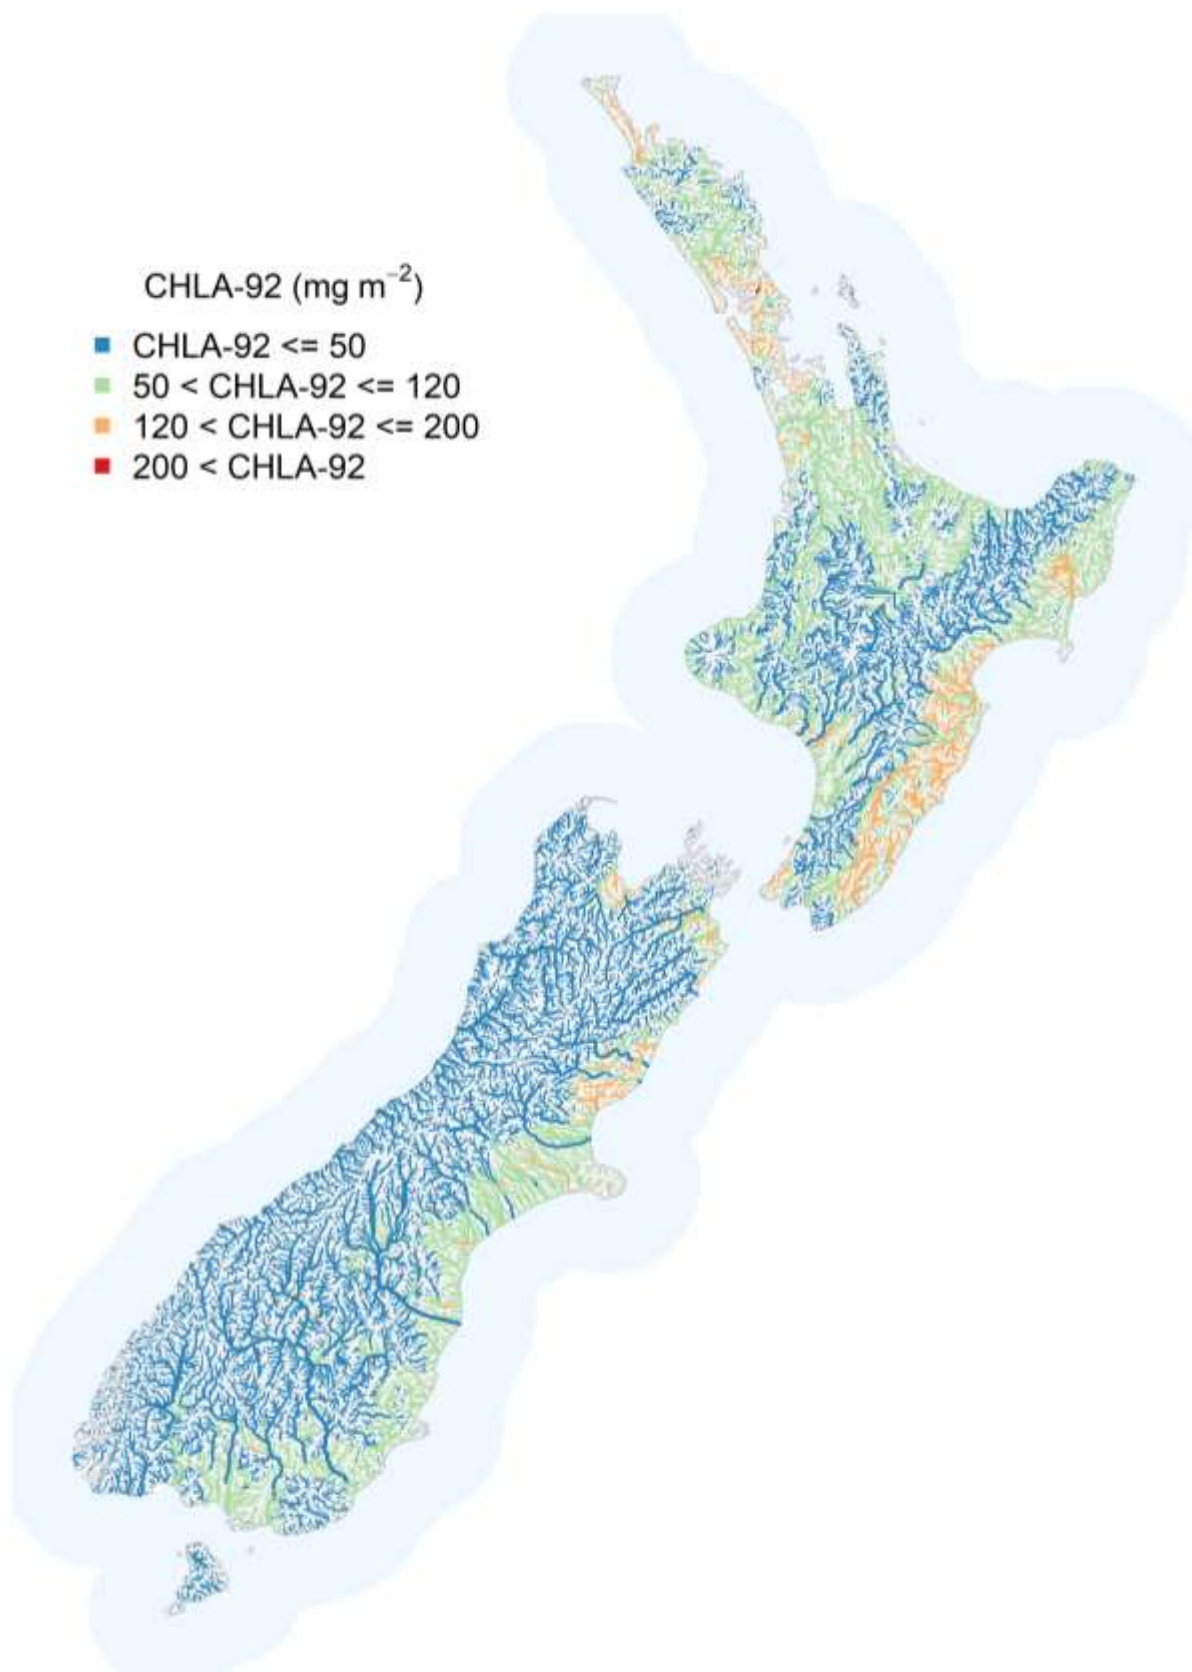 CHLA-92 (mg m⁻²)
CHLA-92 <= 50
50 < CHLA-92 <= 120
120 < CHLA-92 <= 200
200 < CHLA-92